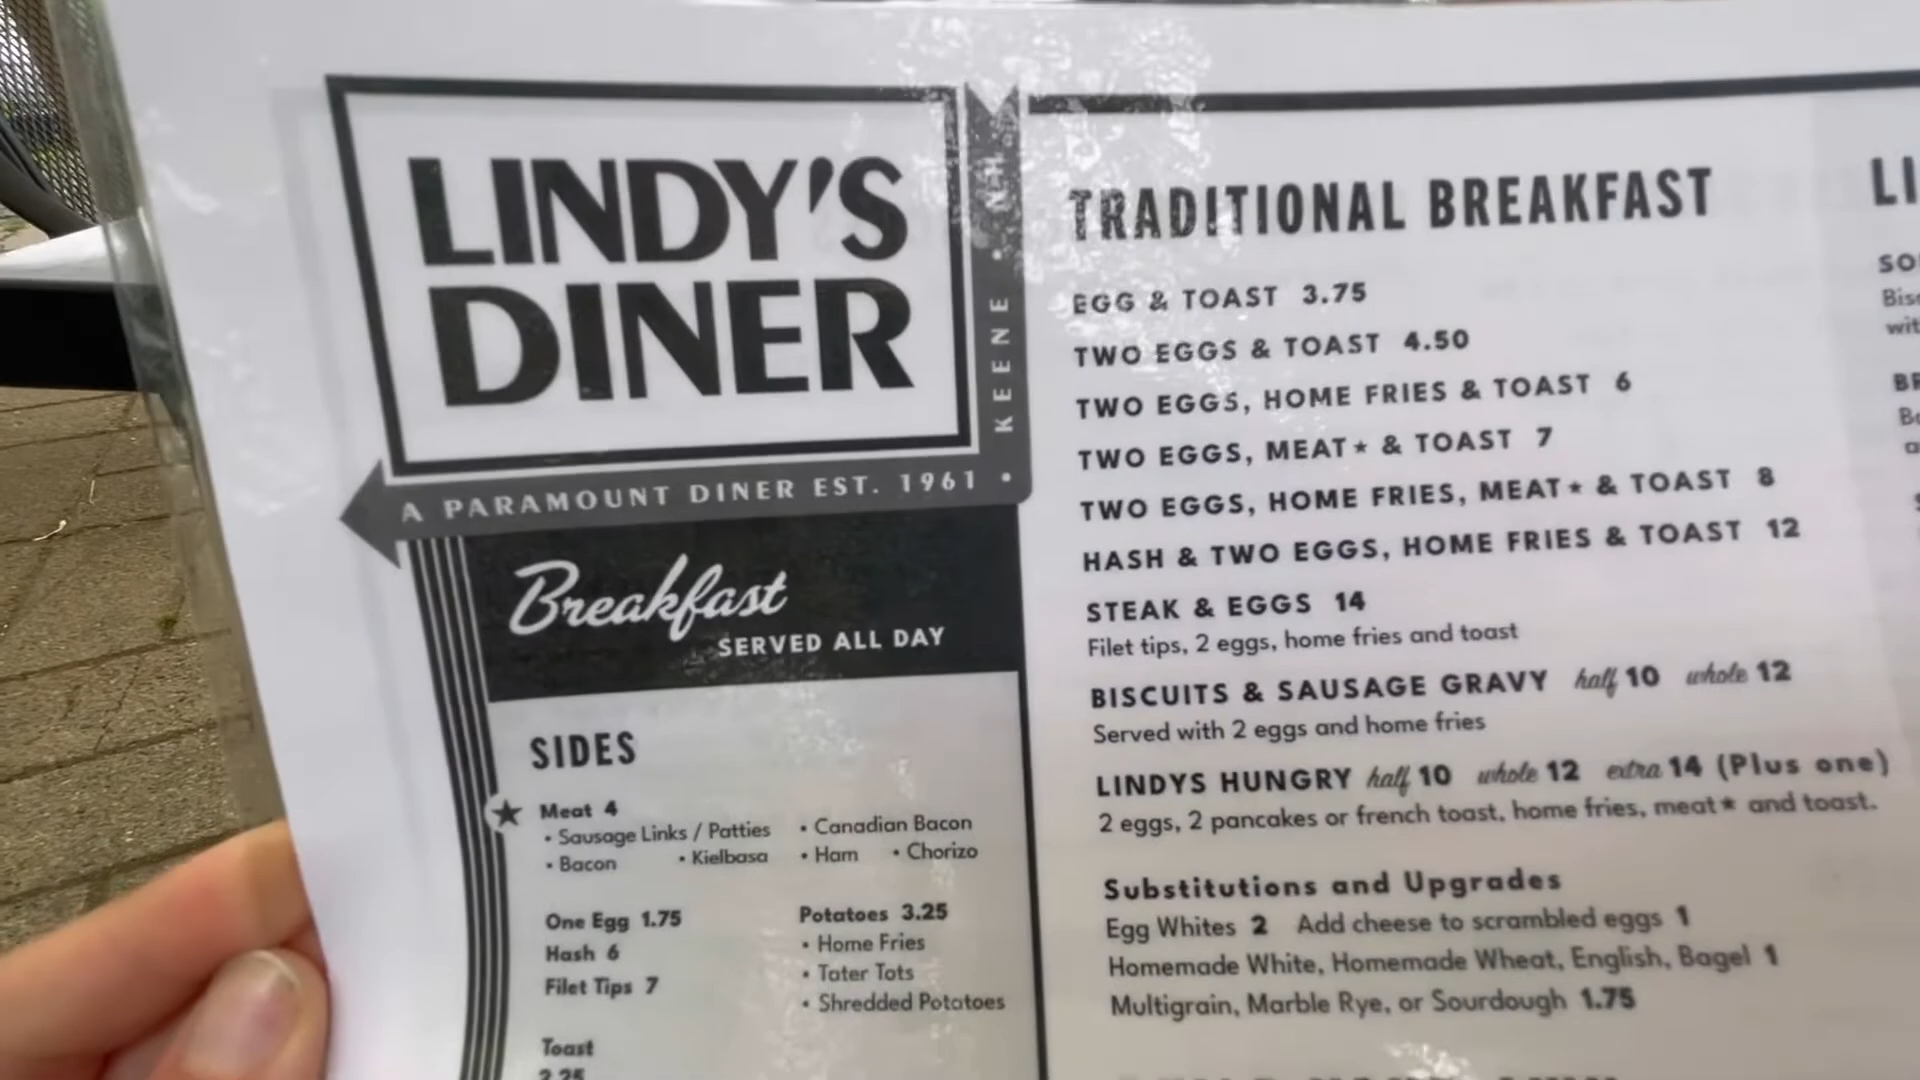 LINDY'S
DINER
KEENE • N.H.
A PARAMOUNT DINER EST. 1961 •
Breakfast
SERVED ALL DAY
SIDES
★ Meat 4
• Sausage Links / Patties • Canadian Bacon
• Bacon • Kielbasa • Ham • Chorizo
One Egg 1.75
Hash 6
Filet Tips 7
Potatoes 3.25
• Home Fries
• Tater Tots
• Shredded Potatoes
Toast
2.25
TRADITIONAL BREAKFAST
EGG & TOAST 3.75
TWO EGGS & TOAST 4.50
TWO EGGS, HOME FRIES & TOAST 6
TWO EGGS, MEAT★ & TOAST 7
TWO EGGS, HOME FRIES, MEAT★ & TOAST 8
HASH & TWO EGGS, HOME FRIES & TOAST 12
STEAK & EGGS 14
Filet tips, 2 eggs, home fries and toast
BISCUITS & SAUSAGE GRAVY half 10 whole 12
Served with 2 eggs and home fries
LINDYS HUNGRY half 10 whole 12 extra 14 (Plus one)
2 eggs, 2 pancakes or french toast, home fries, meat★ and toast.
Substitutions and Upgrades
Egg Whites 2 Add cheese to scrambled eggs 1
Homemade White, Homemade Wheat, English, Bagel 1
Multigrain, Marble Rye, or Sourdough 1.75